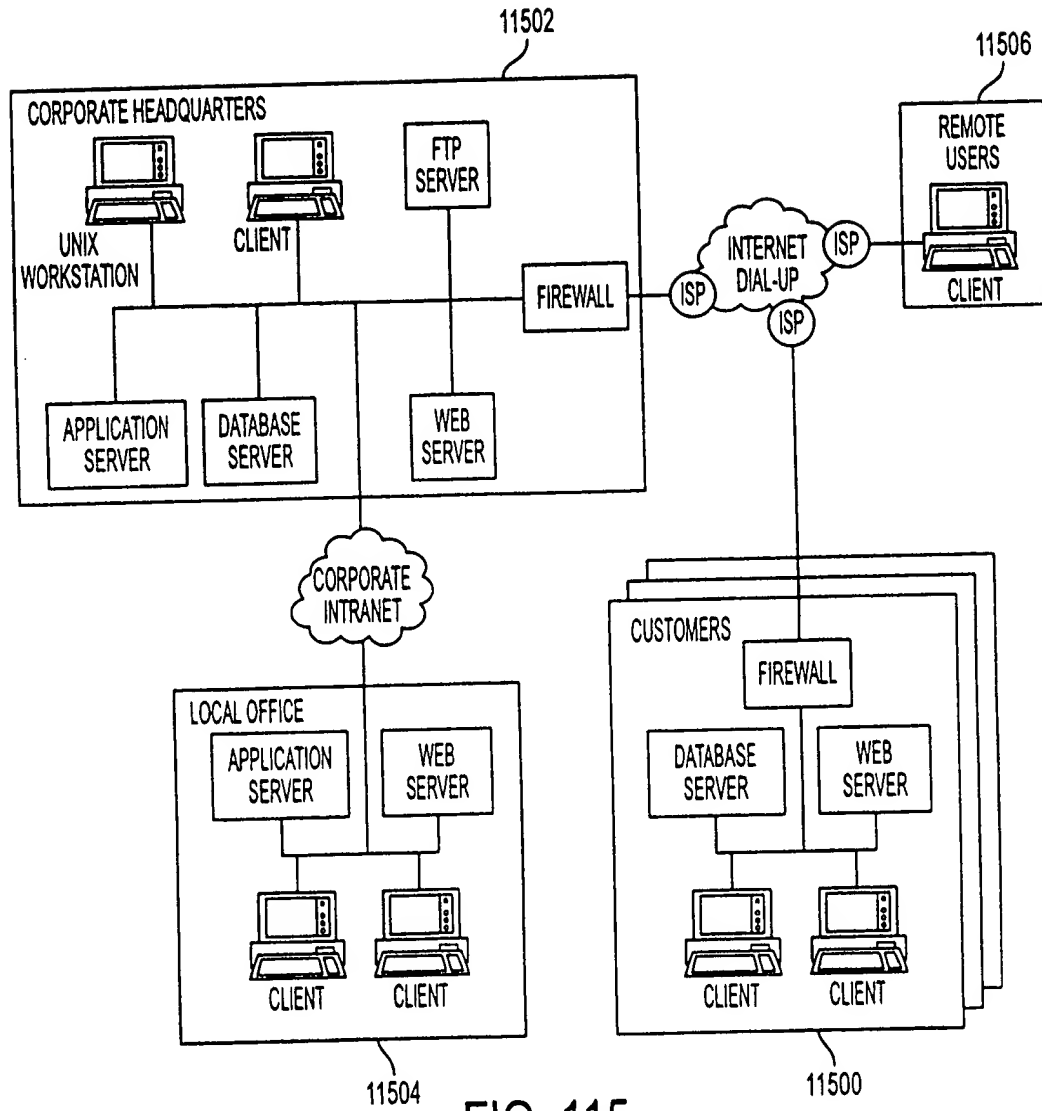 11502
11506
CORPORATE HEADQUARTERS
UNIX
WORKSTATION
CLIENT
FTP
SERVER
FIREWALL
APPLICATION
SERVER
DATABASE
SERVER
WEB
SERVER
ISP
INTERNET
DIAL-UP
ISP
ISP
REMOTE
USERS
CLIENT
CORPORATE
INTRANET
LOCAL OFFICE
APPLICATION
SERVER
WEB
SERVER
CLIENT
CLIENT
CUSTOMERS
FIREWALL
DATABASE
SERVER
WEB
SERVER
CLIENT
CLIENT
11504
11500
FIG. 115